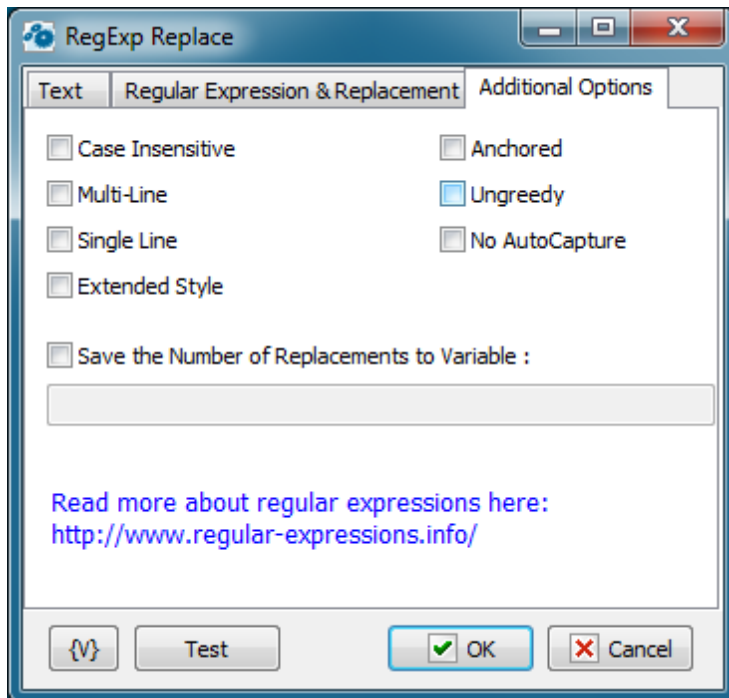 RegExp Replace
Text Regular Expression & Replacement Additional Options
Case Insensitive Anchored
Multi-Line Ungreedy
Single Line No AutoCapture
Extended Style
Save the Number of Replacements to Variable :
Read more about regular expressions here:
http://www.regular-expressions.info/
{V} Test OK Cancel